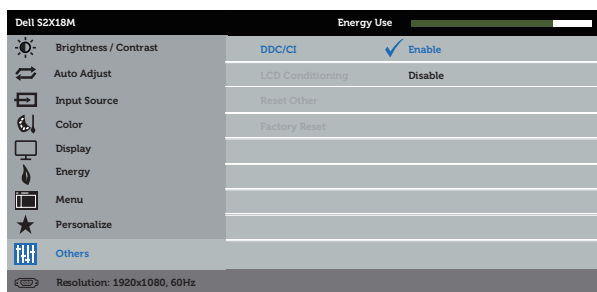 Dell S2X18M Energy Use
Brightness / Contrast DDC/CI Enable
Auto Adjust LCD Conditioning Disable
Input Source Reset Other
Color Factory Reset
Display
Energy
Menu
Personalize
Others
Resolution: 1920x1080, 60Hz